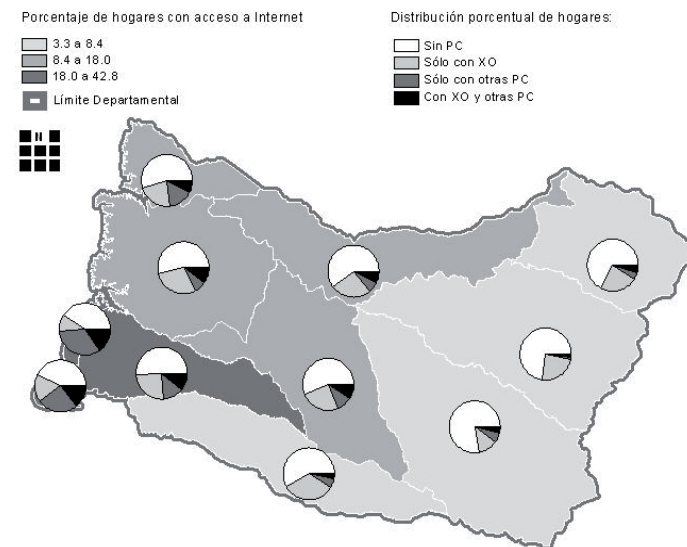 Porcentaje de hogares con acceso a Internet
3.3 a 8.4
8.4 a 18.0
18.0 a 42.8
Límite Departamental
N
Distribución porcentual de hogares:
Sin PC
Sólo con XO
Sólo con otras PC
Con XO y otras PC